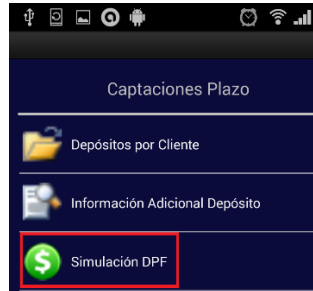 Captaciones Plazo
Depósitos por Cliente
Información Adicional Depósito
Simulación DPF